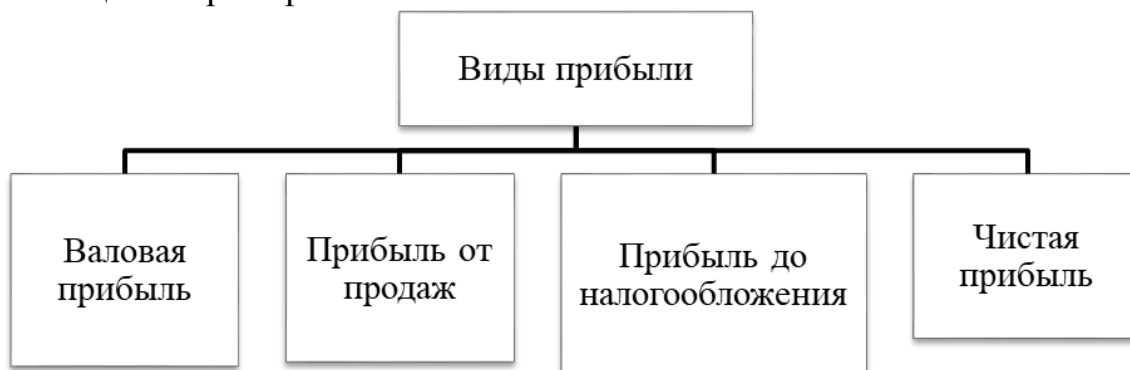 Виды прибыли
Валовая
прибыль
Прибыль от
продаж
Прибыль до
налогообложения
Чистая
прибыль